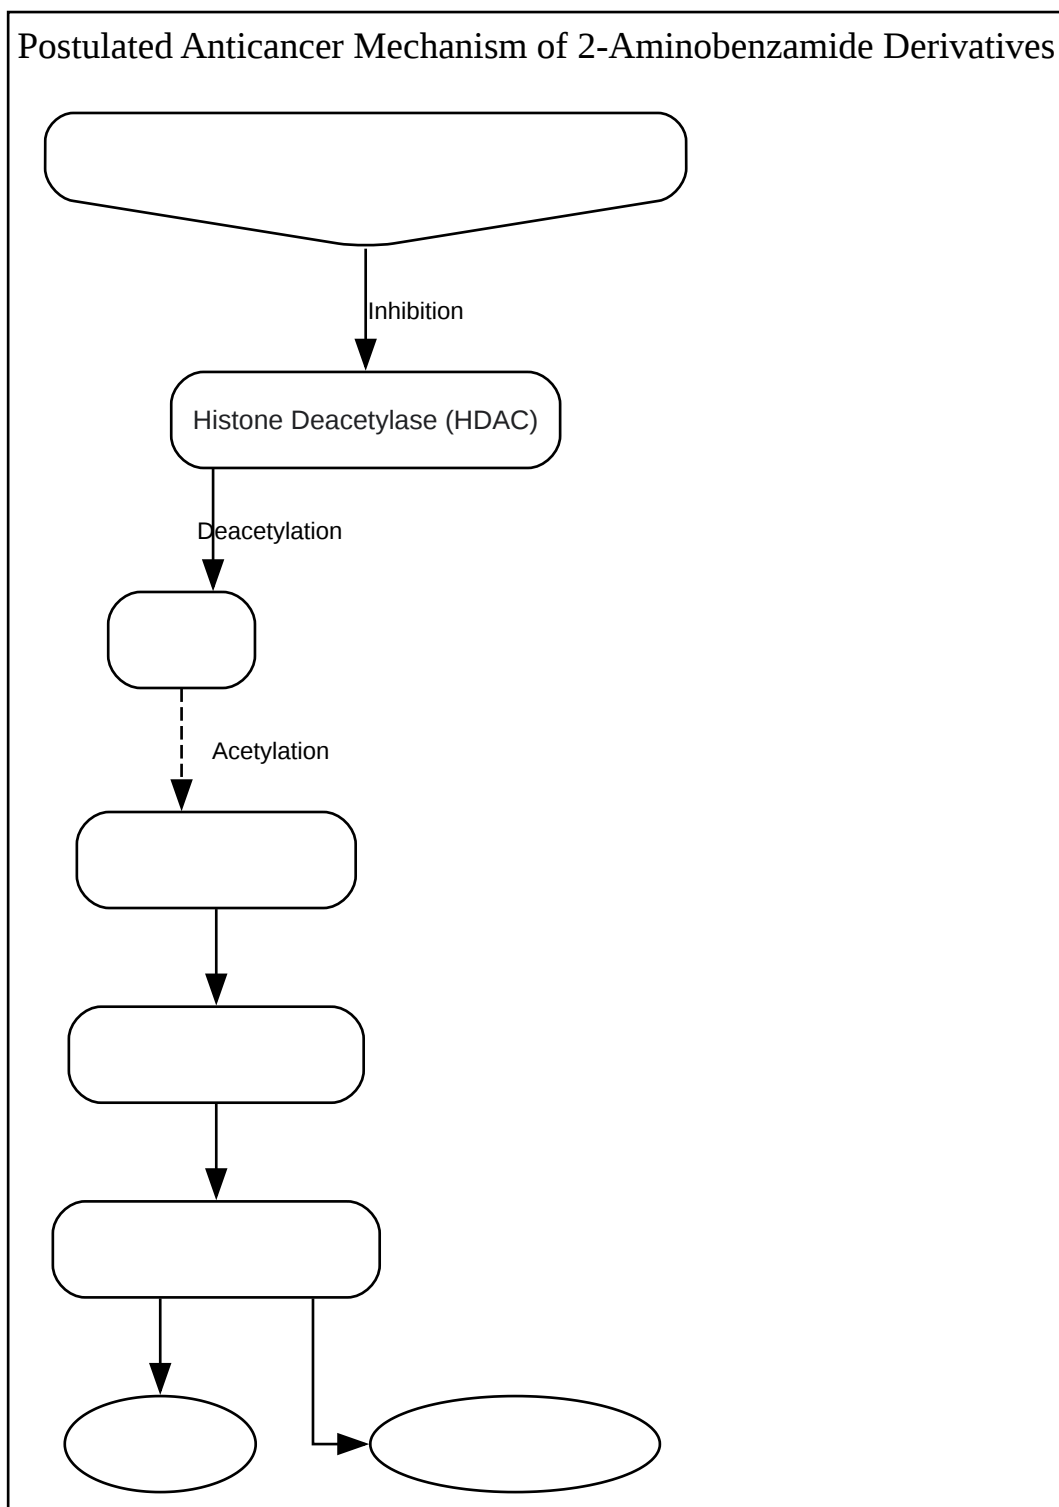 Postulated Anticancer Mechanism of 2-Aminobenzamide Derivatives
Inhibition
Histone Deacetylase (HDAC)
Deacetylation
Acetylation